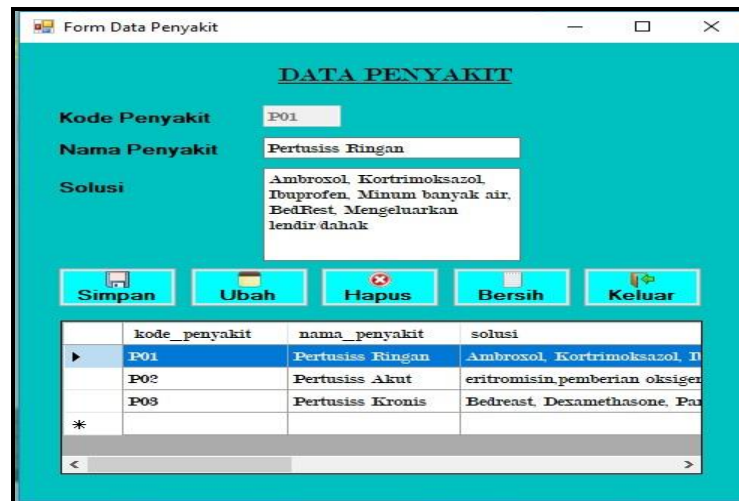 Form Data Penyakit
DATA PENYAKIT
Kode Penyakit P01
Nama Penyakit Pertusiss Ringan
Solusi
Ambroxol, Kortrimoksazol,
Ibuprofen, Minum banyak air,
BedRest, Mengeluarkan
lendir/dahak
Simpan Ubah Hapus Bersih Keluar
kode_penyakit nama_penyakit solusi
P01 Pertusiss Ringan Ambroxol, Kortrimoksazol,
P02 Pertusiss Akut eritromisin,pemberian oksigen
P03 Pertusiss Kronis Bedreast, Dexamethasone, Par